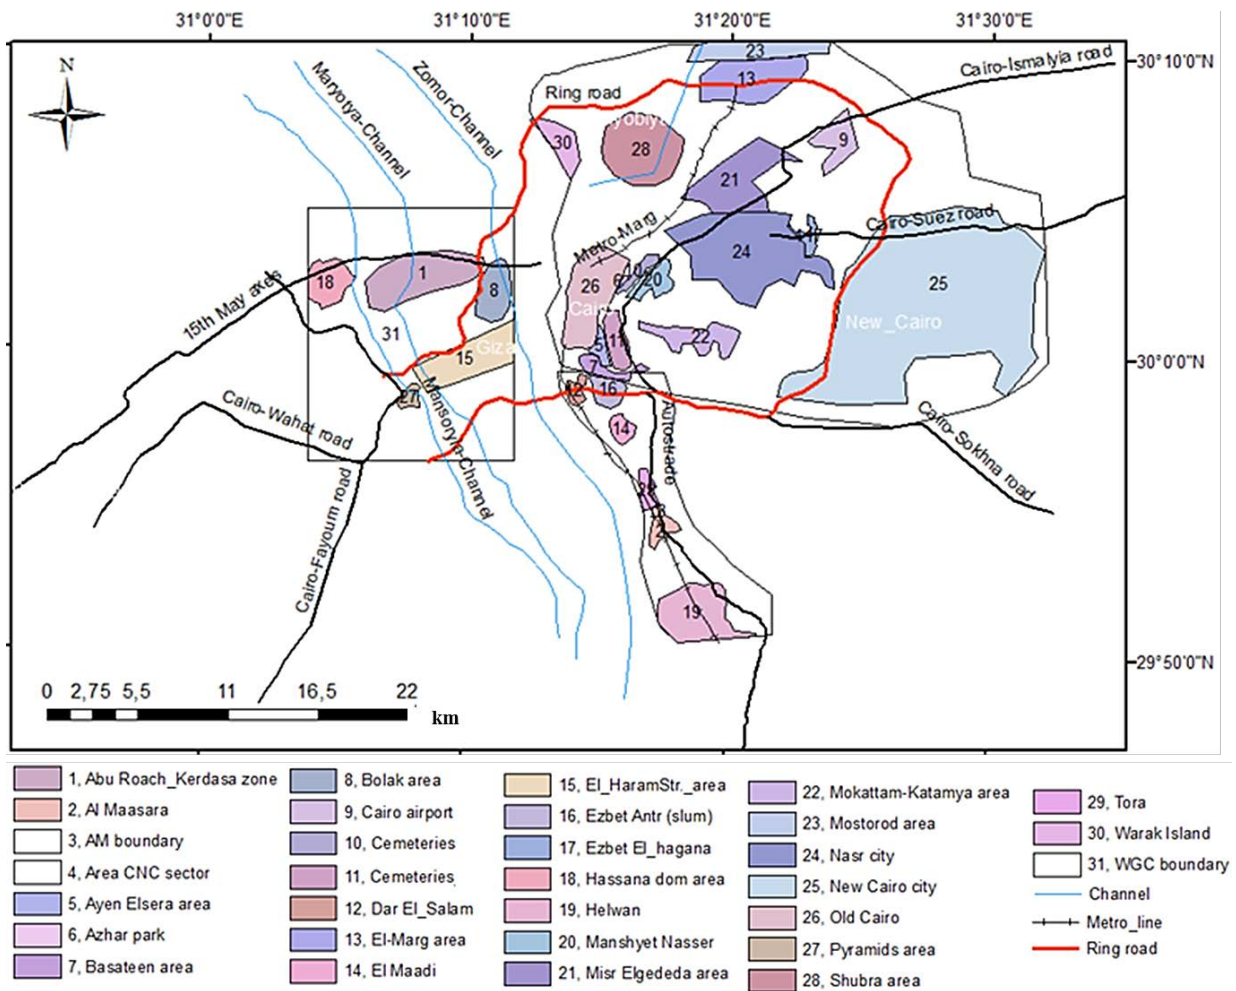 31°0'0"E 31°10'0"E 31°20'0"E 31°30'0"E
N
30°10'0"N
30°0'0"N
29°50'0"N
Cairo-Ismalyia road
Zomor-Channel
Maryotya-Channel
Ring road
23
13
30
28
9
21
Metro-Marg
Cairo-Suez road
24
25
18
1
8
26
20
Cairo
New_Cairo
15th May axes
31
15
Giza
11
22
7
16
27
14
Cairo-Wahat road
Mansoryia-Channel
Autostrade
Cairo-Sokhna road
Cairo-Fayoum road
19
0 2,75 5,5 11 16,5 22
km
1, Abu Roach_Kerdasa zone
2, Al Maasara
3, AM boundary
4, Area CNC sector
5, Ayen Elsera area
6, Azhar park
7, Basateen area
8, Bolak area
9, Cairo airport
10, Cemeteries
11, Cemeteries
12, Dar El_Salam
13, El-Marg area
14, El Maadi
15, El_HaramStr._area
16, Ezbet Antr (slum)
17, Ezbet El_hagana
18, Hassana dom area
19, Helwan
20, Manshyet Nasser
21, Misr Elgededa area
22, Mokattam-Katamya area
23, Mostorod area
24, Nasr city
25, New Cairo city
26, Old Cairo
27, Pyramids area
28, Shubra area
29, Tora
30, Warak Island
31, WGC boundary
Channel
Metro_line
Ring road